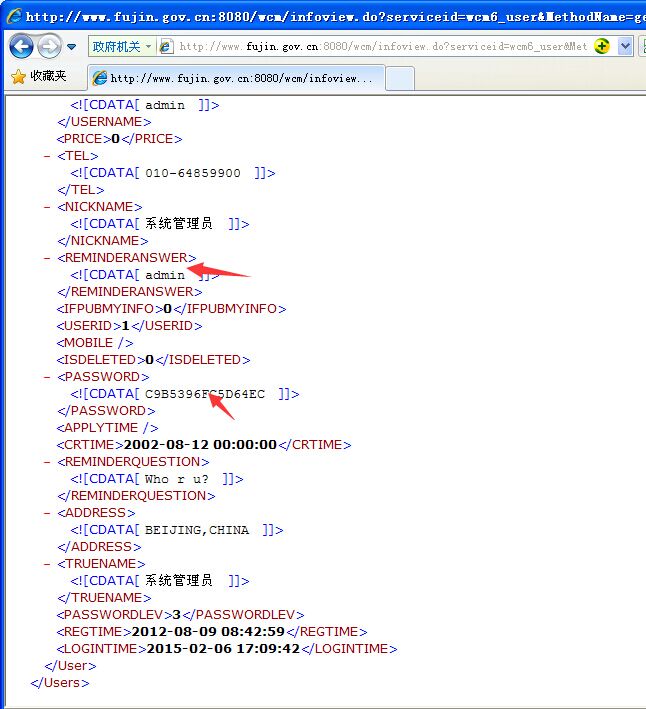 http://www.fujin.gov.cn:8080/wcm/infoview.do?serviceid=wcm6_user&MethodName=ge
政府机关 http://www.fujin.gov.cn:8080/wcm/infoview.do?serviceid=wcm6_user&Met
收藏夹 http://www.fujin.gov.cn:8080/wcm/infoview....
<![CDATA[ admin ]]>
</USERNAME>
<PRICE>0</PRICE>
- <TEL>
<![CDATA[ 010-64859900 ]]>
</TEL>
- <NICKNAME>
<![CDATA[ 系统管理员 ]]>
</NICKNAME>
- <REMINDERANSWER>
<![CDATA[ admin ]]>
</REMINDERANSWER>
<IFPUBMYINFO>0</IFPUBMYINFO>
<USERID>1</USERID>
<MOBILE />
<ISDELETED>0</ISDELETED>
- <PASSWORD>
<![CDATA[ ]]>
</PASSWORD>
<APPLYTIME />
<CRTIME>2002-08-12 00:00:00</CRTIME>
- <REMINDERQUESTION>
<![CDATA[ Who r u? ]]>
</REMINDERQUESTION>
- <ADDRESS>
<![CDATA[ BEIJING,CHINA ]]>
</ADDRESS>
- <TRUENAME>
<![CDATA[ 系统管理员 ]]>
</TRUENAME>
<PASSWORDLEV>3</PASSWORDLEV>
<REGTIME>2012-08-09 08:42:59</REGTIME>
<LOGINTIME>2015-02-06 17:09:42</LOGINTIME>
</User>
</Users>